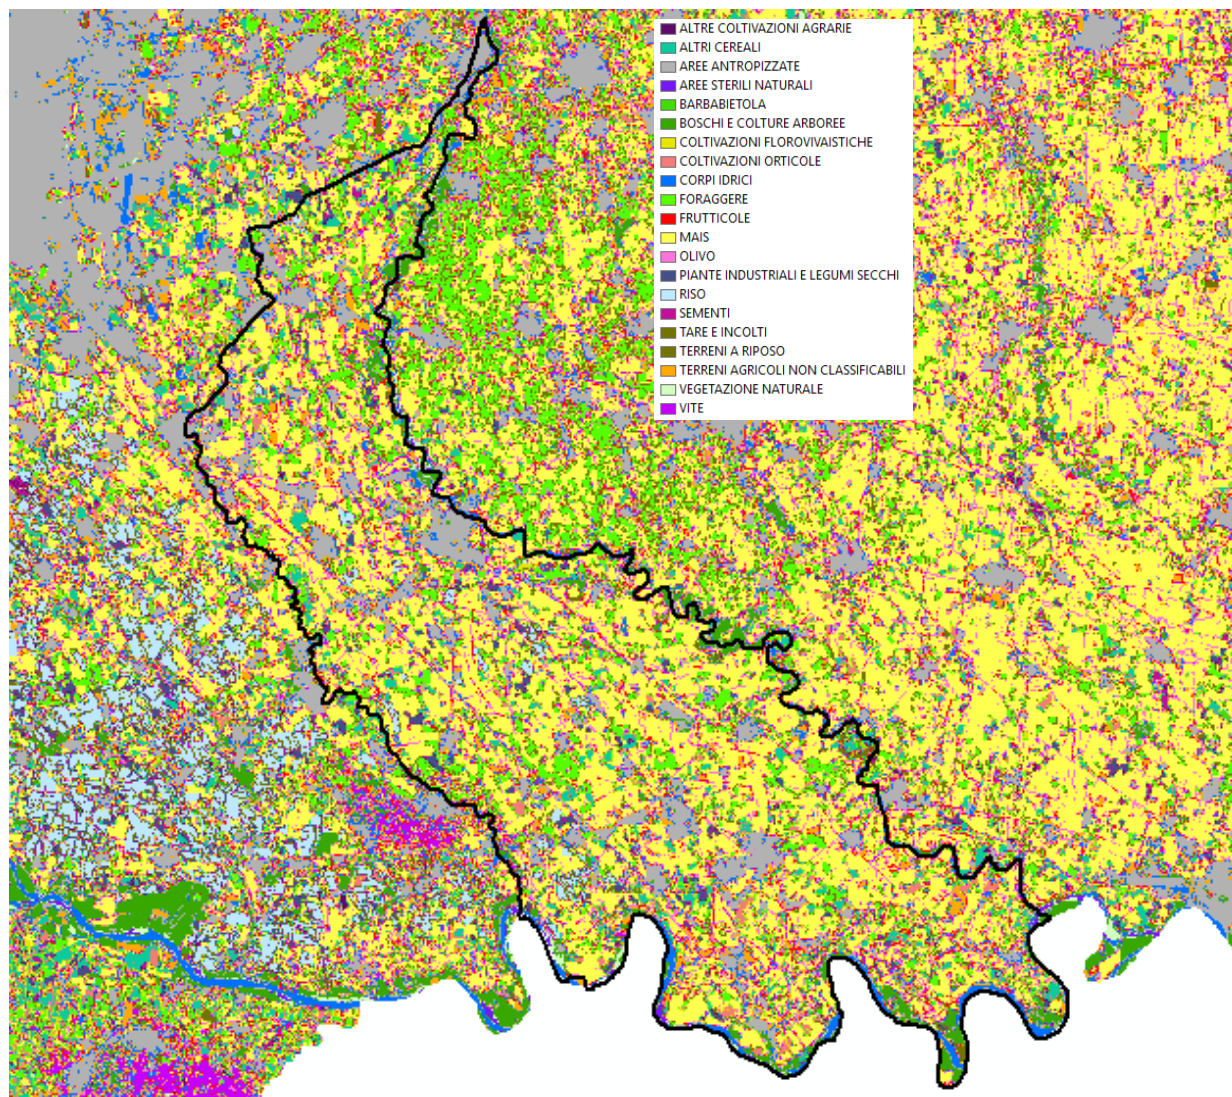 ALTRE COLTIVAZIONI AGRARIE
ALTRI CEREALI
AREE ANTROPIZZATE
AREE STERILI NATURALI
BARBABIETOLA
BOSCHI E COLTURE ARBOREE
COLTIVAZIONI FLOROVIVAISTICHE
COLTIVAZIONI ORTICOLE
CORPI IDRICI
FORAGGERE
FRUTTICOLE
MAIS
OLIVO
PIANTE INDUSTRIALI E LEGUMI SECCHI
RISO
SEMENTI
TARE E INCOLTI
TERRENI A RIPOSO
TERRENI AGRICOLI NON CLASSIFICABILI
VEGETAZIONE NATURALE
VITE